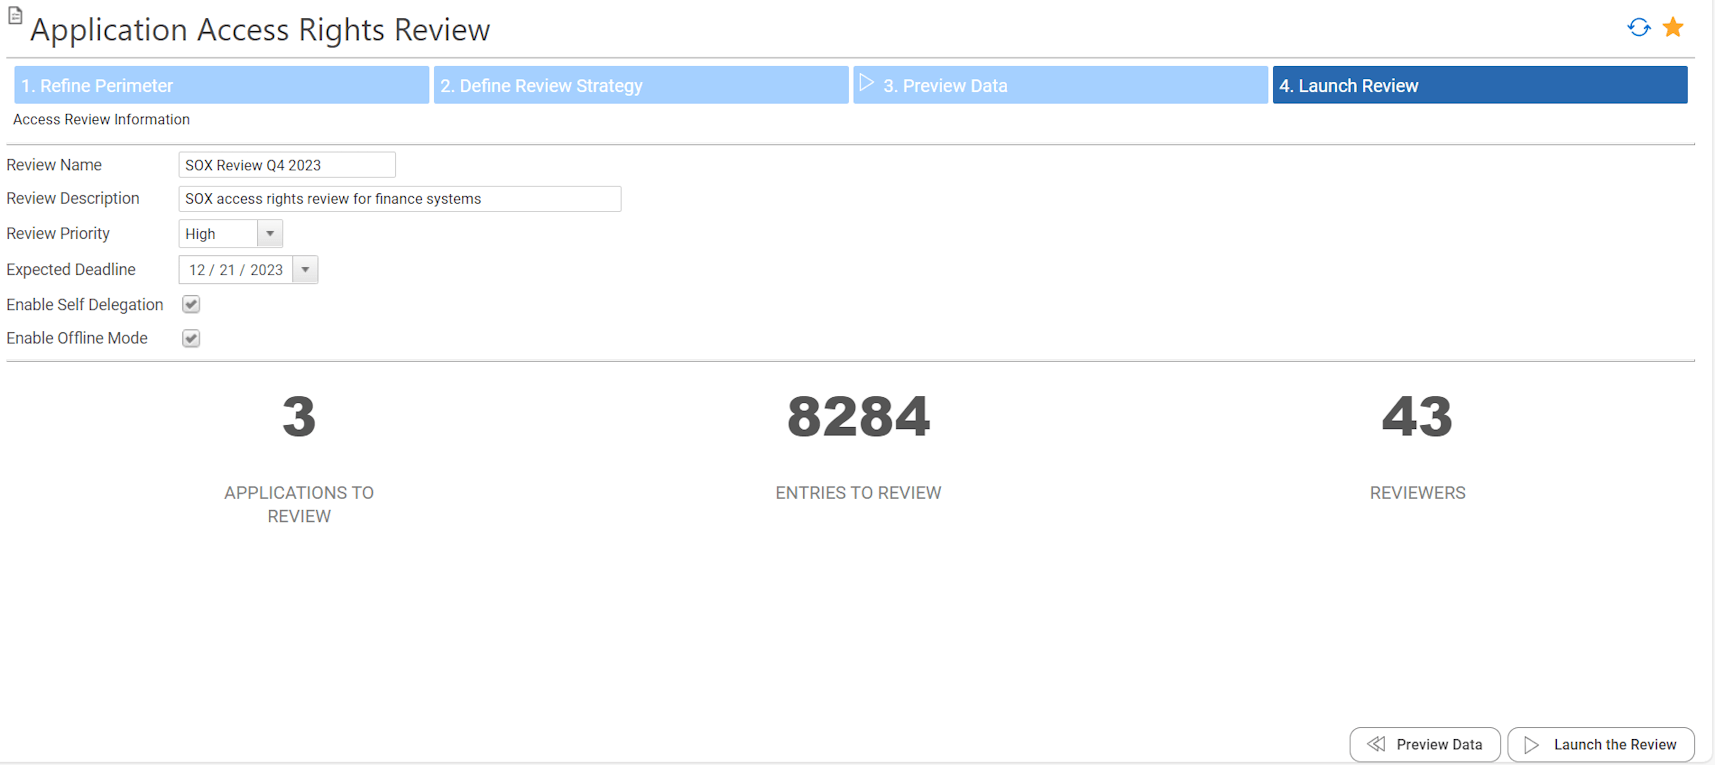 Application Access Rights Review
1. Refine Perimeter
2. Define Review Strategy
3. Preview Data
4. Launch Review
Access Review Information
Review Name
SOX Review Q4 2023
Review Description
SOX access rights review for finance systems
Review Priority
High
Expected Deadline
12 / 21 / 2023
Enable Self Delegation
Enable Offline Mode
3
8284
43
APPLICATIONS TO
REVIEW
ENTRIES TO REVIEW
REVIEWERS
Preview Data
Launch the Review